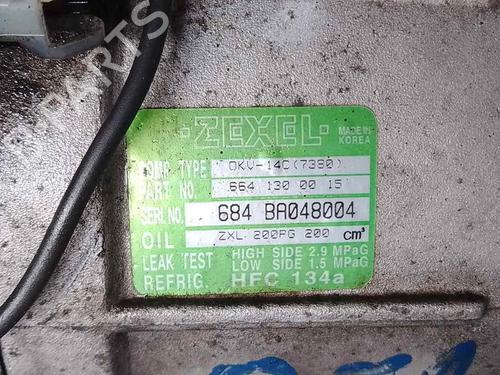 ·ZEXEL·
MADE IN
KOREA
COMP TYPE DKV-14C(7380)
PART NO. 664 130 00 15
SERI.NO. 684 BA048004
OIL ZXL 200PG 200 cm³
LEAK TEST HIGH SIDE 2.9 MPaG
LOW SIDE 1.5 MPaG
REFRIG. HFC 134a
PARTS